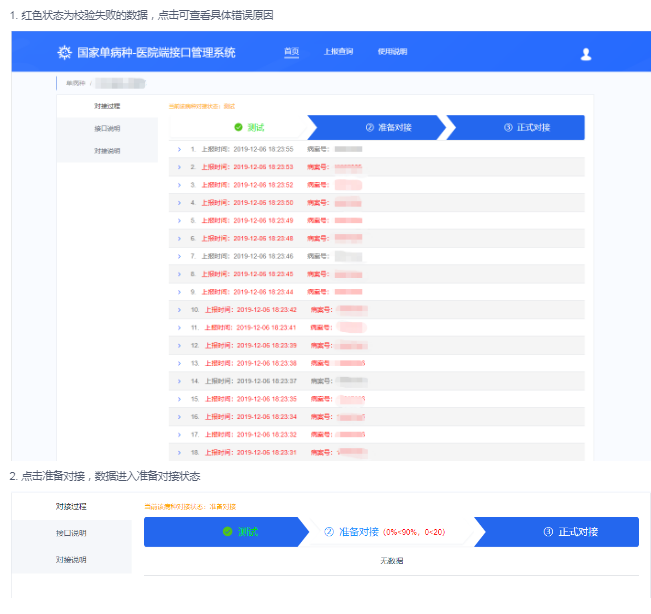 1. 红色状态为校验失败的数据，点击可查看具体错误原因
国家单病种-医院端接口管理系统 首页 上报查询 使用说明
单病种 /
对接过程
接口说明
对接说明
当前该病种对接状态：测试
测试 ② 准备对接 ③ 正式对接
1. 上报时间：2019-12-06 18:23:55 病案号：
2. 上报时间：2019-12-06 18:23:53 病案号：
3. 上报时间：2019-12-06 18:23:52 病案号：
4. 上报时间：2019-12-06 18:23:50 病案号：
5. 上报时间：2019-12-06 18:23:49 病案号：
6. 上报时间：2019-12-06 18:23:48 病案号：
7. 上报时间：2019-12-06 18:23:46 病案号：
8. 上报时间：2019-12-06 18:23:45 病案号：
9. 上报时间：2019-12-06 18:23:44 病案号：
10. 上报时间：2019-12-06 18:23:42 病案号：
11. 上报时间：2019-12-06 18:23:41 病案号：
12. 上报时间：2019-12-06 18:23:39 病案号：
13. 上报时间：2019-12-06 18:23:38 病案号：
14. 上报时间：2019-12-06 18:23:37 病案号：
15. 上报时间：2019-12-06 18:23:35 病案号：
16. 上报时间：2019-12-06 18:23:34 病案号：
17. 上报时间：2019-12-06 18:23:32 病案号：
18. 上报时间：2019-12-06 18:23:31 病案号：
2. 点击准备对接，数据进入准备对接状态
对接过程
接口说明
对接说明
当前该病种对接状态：准备对接
测试 ② 准备对接 (0%<90%，0<20) ③ 正式对接
无数据